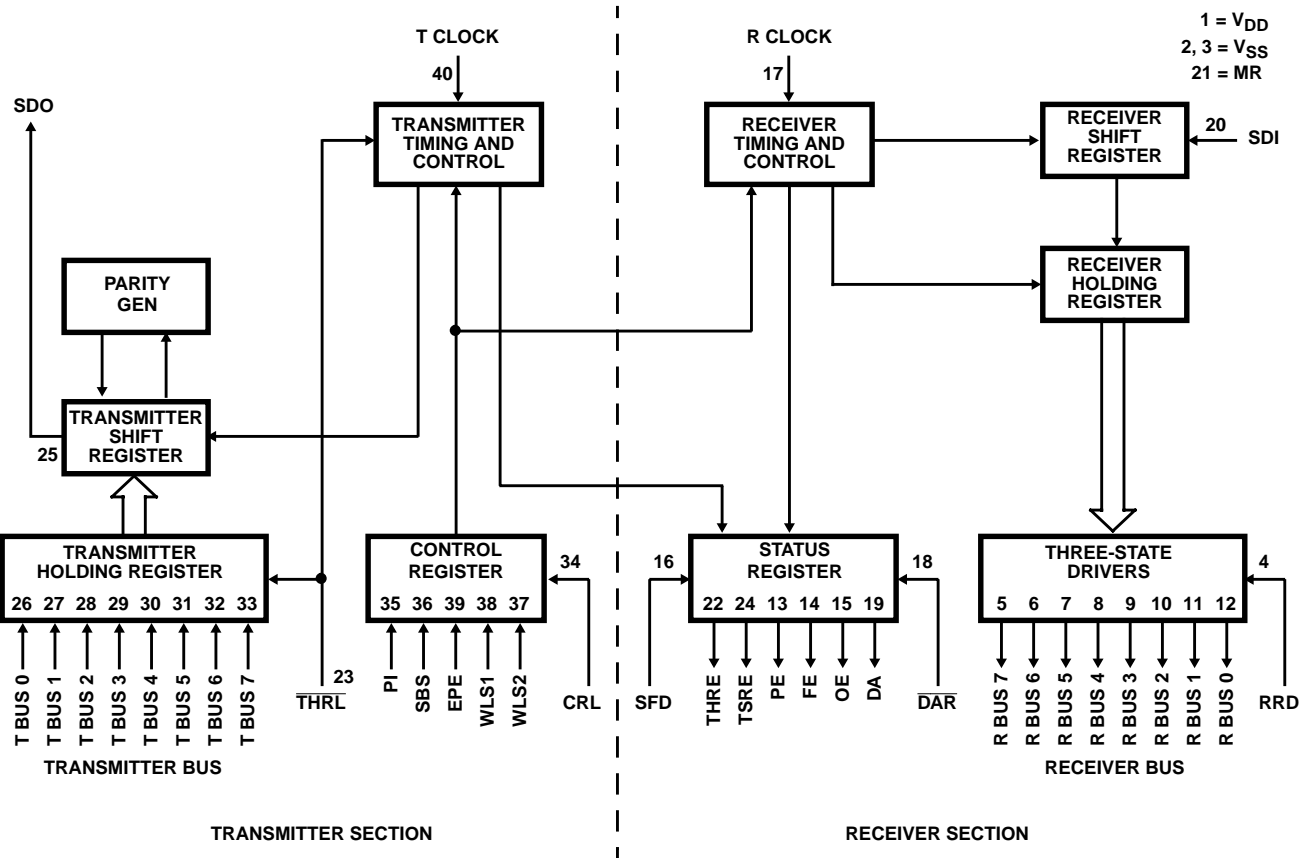 T CLOCK
R CLOCK
1 = VDD
2, 3 = VSS
21 = MR
40
17
SDO
TRANSMITTER
TIMING AND
CONTROL
RECEIVER
TIMING AND
CONTROL
RECEIVER
SHIFT
REGISTER
20
SDI
PARITY
GEN
RECEIVER
HOLDING
REGISTER
TRANSMITTER
SHIFT
REGISTER
25
TRANSMITTER
HOLDING REGISTER
26 27 28 29 30 31 32 33
CONTROL
REGISTER
35 36 39 38 37
34
16
STATUS
REGISTER
22 24 13 14 15 19
18
THREE-STATE
DRIVERS
5 6 7 8 9 10 11 12
4
T BUS 0
T BUS 1
T BUS 2
T BUS 3
T BUS 4
T BUS 5
T BUS 6
T BUS 7
23
THRL
PI
SBS
EPE
WLS1
WLS2
CRL
SFD
THRE
TSRE
PE
FE
OE
DA
DAR
R BUS 7
R BUS 6
R BUS 5
R BUS 4
R BUS 3
R BUS 2
R BUS 1
R BUS 0
RRD
TRANSMITTER BUS
RECEIVER BUS
TRANSMITTER SECTION
RECEIVER SECTION